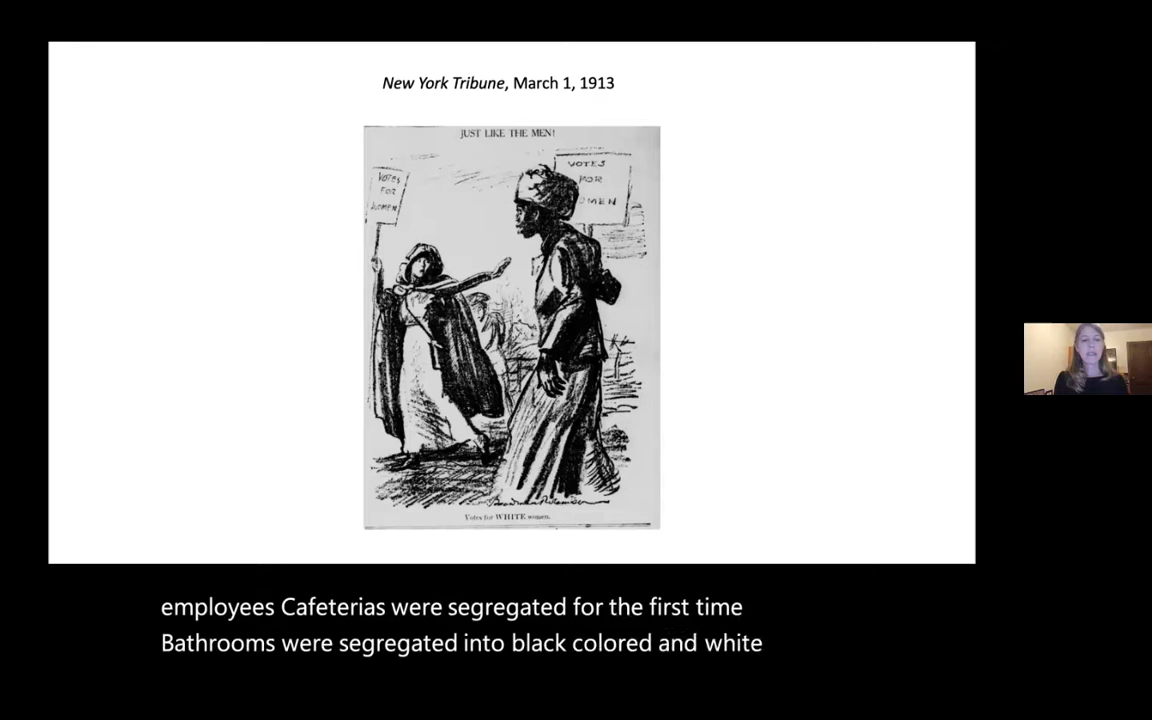 New York Tribune, March 1, 1913
JUST LIKE THE MEN!
VOTES
FOR
WOMEN
VOTES
FOR
OMEN
Votes for WHITE women.
employees Cafeterias were segregated for the first time
Bathrooms were segregated into black colored and white